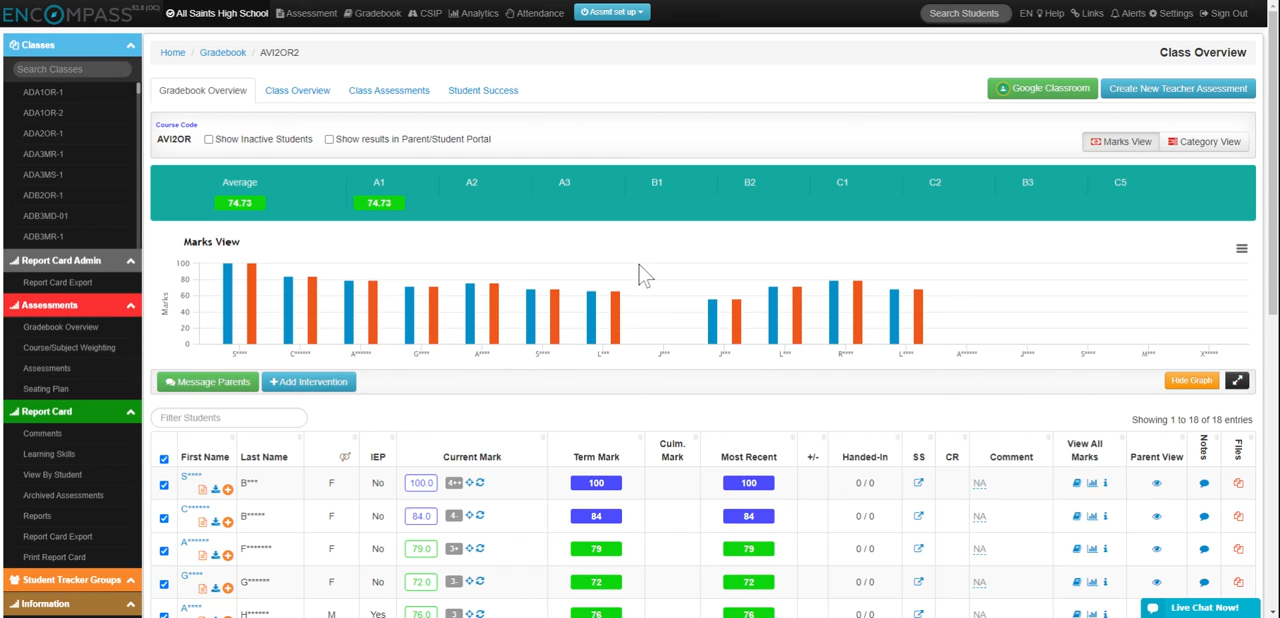 ENCOMPASS 53.8 (OC) All Saints High School Assessment Gradebook CSIP Analytics Attendance Assmt set up Search Students EN Help Links Alerts Settings Sign Out
Classes
Search Classes
ADA1OR-1
ADA1OR-2
ADA2OR-1
ADA3MR-1
ADA3MS-1
ADB2OR-1
ADB3MD-01
ADB3MR-1
Report Card Admin
Report Card Export
Assessments
Gradebook Overview
Course/Subject Weighting
Assessments
Seating Plan
Report Card
Comments
Learning Skills
View By Student
Archived Assessments
Reports
Report Card Export
Print Report Card
Student Tracker Groups
Information
Home / Gradebook / AVI2OR2 Class Overview
Gradebook Overview Class Overview Class Assessments Student Success Google Classroom Create New Teacher Assessment
Course Code
AVI2OR Show Inactive Students Show results in Parent/Student Portal Marks View Category View
Average A1 A2 A3 B1 B2 C1 C2 B3 C5
74.73 74.73
Marks View
Marks
100
80
60
40
20
0
S**** C****** A****** G**** A**** S**** L*** J*** J*** L*** R**** L**** A****** J**** S**** M*** X*****
Message Parents Add Intervention Hide Graph
Filter Students
Showing 1 to 18 of 18 entries
First Name Last Name IEP Current Mark Term Mark Culm. Mark Most Recent +/- Handed-In SS CR Comment View All Marks Parent View Notes Files
S**** B*** F No 100.0 4++ 100 100 0 / 0 NA
C****** B***** F No 84.0 4- 84 84 0 / 0 NA
A****** F******* F No 79.0 3+ 79 79 0 / 0 NA
G**** G****** F No 72.0 3- 72 72 0 / 0 NA
A**** H****** M Yes 76.0 3 76 76 0 / 0 NA
Live Chat Now!